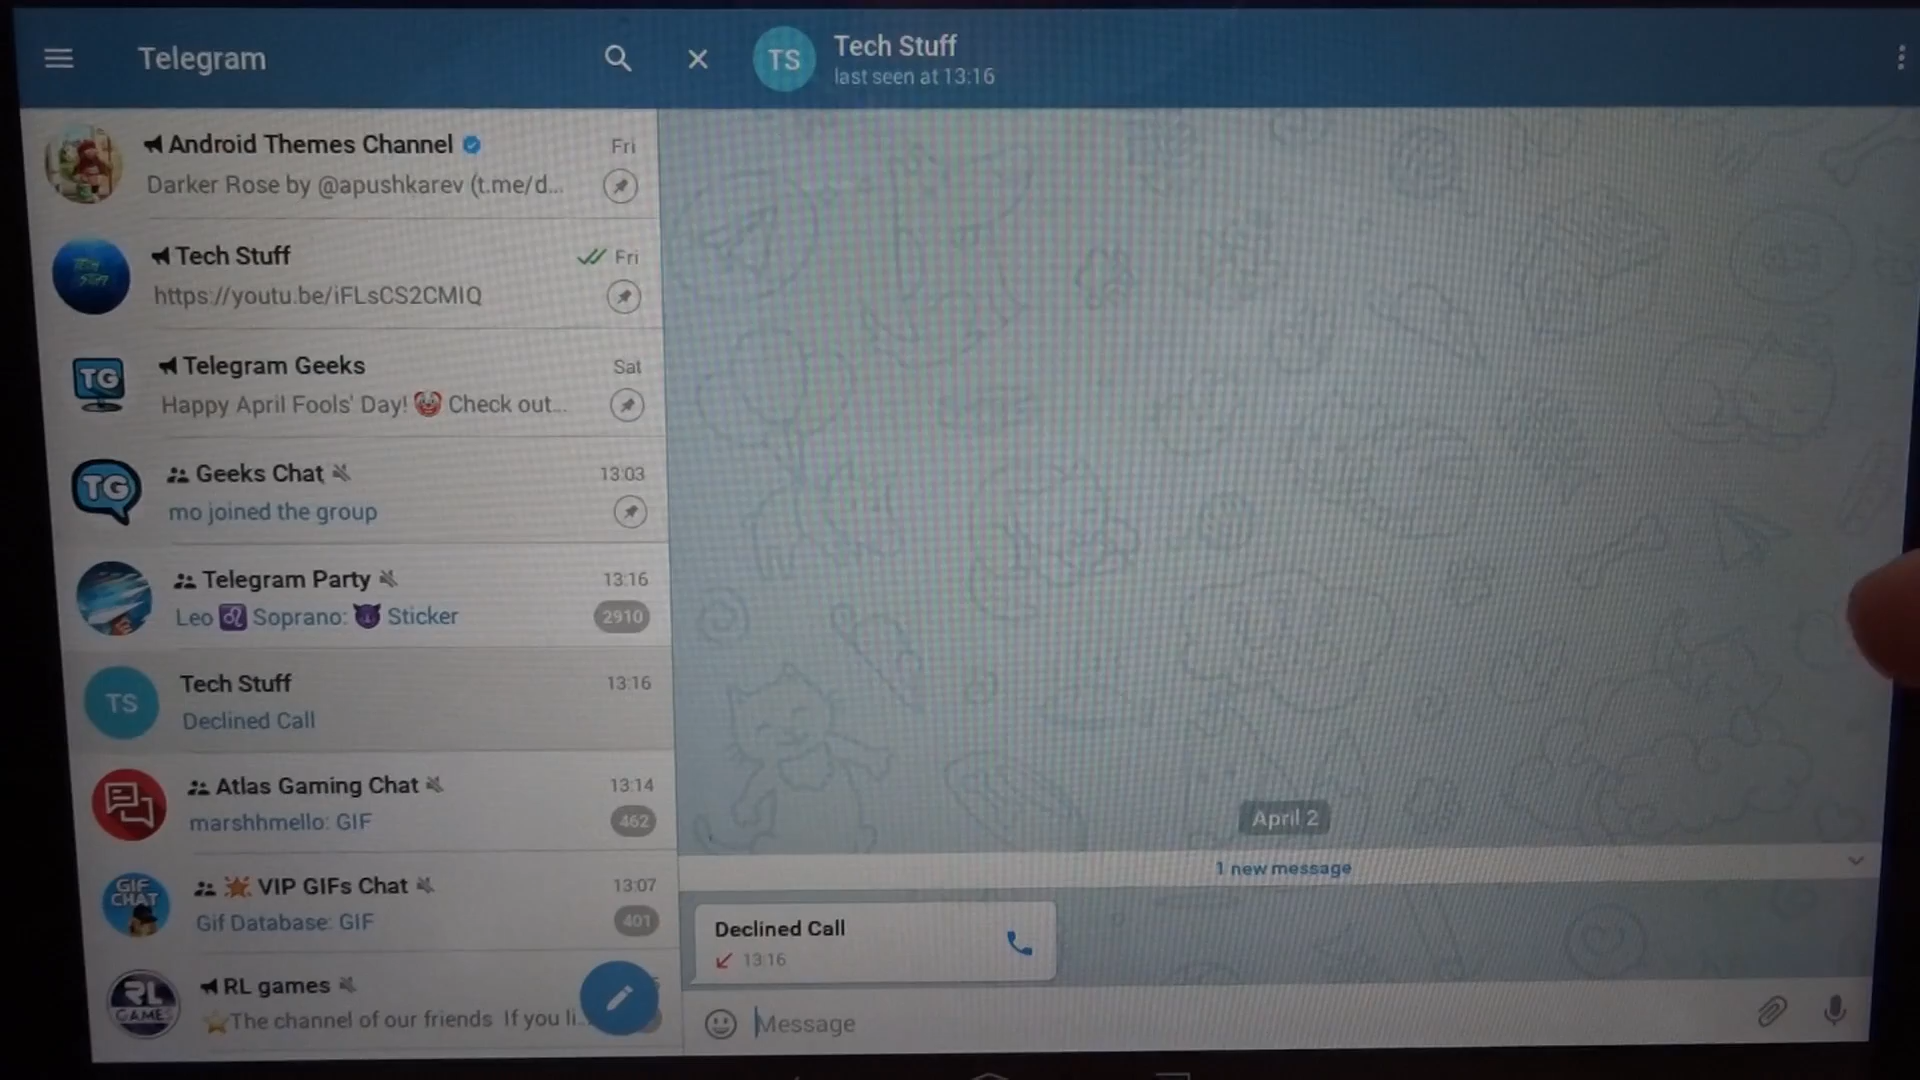 Telegram
Tech Stuff
last seen at 13:16
TS
Android Themes Channel
Fri
Darker Rose by @apushkarev (t.me/d...
Tech Stuff
Fri
https://youtu.be/iFLsCS2CMIQ
TECH STUFF
Telegram Geeks
Sat
Happy April Fools' Day! 🤡 Check out...
TG
Geeks Chat
13:03
mo joined the group
TG
Telegram Party
13:16
Leo ♌ Soprano: 😈 Sticker
2910
Tech Stuff
13:16
Declined Call
TS
Atlas Gaming Chat
13:14
marshhmello: GIF
462
VIP GIFs Chat
13:07
Gif Database: GIF
401
GIF CHAT
RL games
⭐The channel of our friends If you li...
RL GAMES
April 2
1 new message
Declined Call
13:16
Message